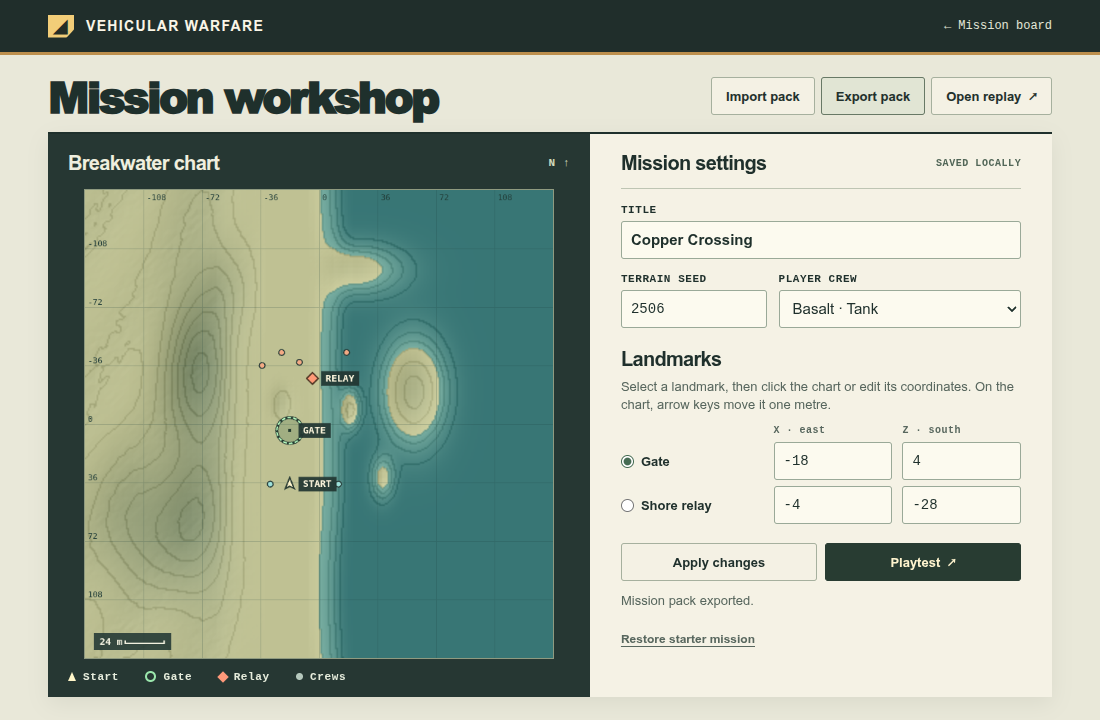 VEHICULAR WARFARE
← Mission board
Mission workshop
Import pack
Export pack
Open replay ↗
Breakwater chart
N ↑
-108 -72 -36 0 36 72 108
-108
-72
-36
0
36
72
108
RELAY
GATE
START
24 m
Start
Gate
Relay
Crews
Mission settings
SAVED LOCALLY
TITLE
Copper Crossing
TERRAIN SEED
PLAYER CREW
2506
Basalt · Tank
Landmarks
Select a landmark, then click the chart or edit its coordinates. On the
chart, arrow keys move it one metre.
X · east
Z · south
Gate
-18
4
Shore relay
-4
-28
Apply changes
Playtest ↗
Mission pack exported.
Restore starter mission